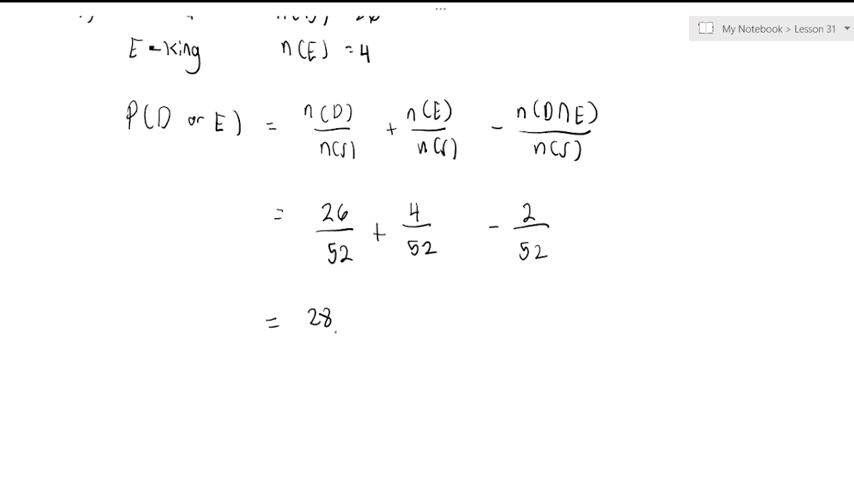 My Notebook > Lesson 31
E - king n(E) = 4
P(D or E) = n(D)/n(S) + n(E)/n(S) - n(D∩E)/n(S)
= 26/52 + 4/52 - 2/52
= 28